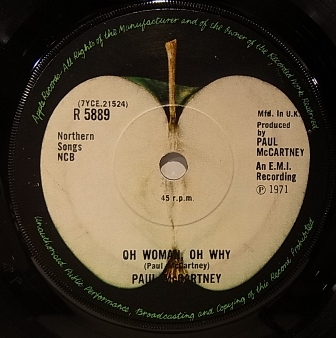 Apple Records-All Rights of the Manufacturer and of the Owner of the Recorded Work Reserved
(7YCE.21524)
R 5889
Northern
Songs
NCB
Mfd. In U.K.
Produced
by
PAUL
McCARTNEY
An E.M.I.
Recording
℗ 1971
45 r.p.m.
OH WOMAN, OH WHY
(Paul McCartney)
PAUL McCARTNEY
Unauthorised Public Performance, Broadcasting and Copying of this Record Prohibited